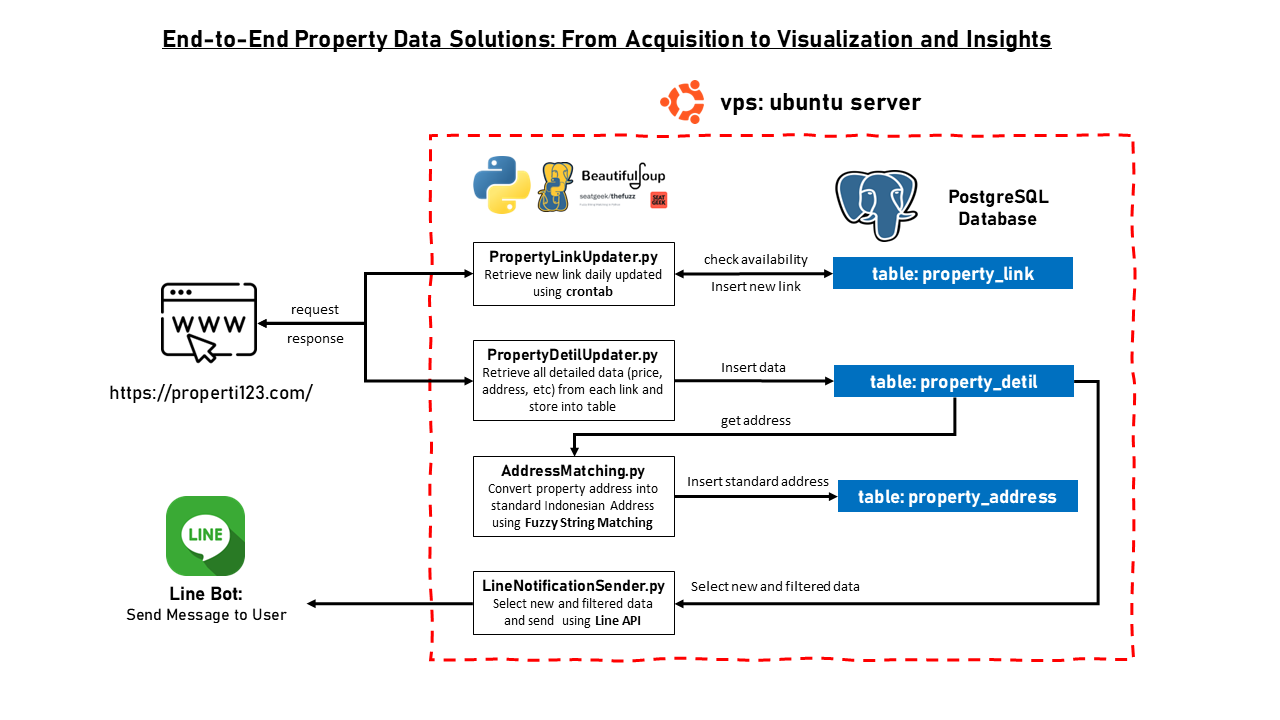 End-to-End Property Data Solutions: From Acquisition to Visualization and Insights
vps: ubuntu server
BeautifulSoup
seatgeek/thefuzz
SEAT
GEEK
PostgreSQL
Database
PropertyLinkUpdater.py
Retrieve new link daily updated
using crontab
check availability
Insert new link
table: property_link
WWW
request
response
https://properti123.com/
PropertyDetilUpdater.py
Retrieve all detailed data (price,
address, etc) from each link and
store into table
Insert data
table: property_detil
get address
AddressMatching.py
Convert property address into
standard Indonesian Address
using Fuzzy String Matching
Insert standard address
table: property_address
LINE
Line Bot:
Send Message to User
LineNotificationSender.py
Select new and filtered data
and send using Line API
Select new and filtered data